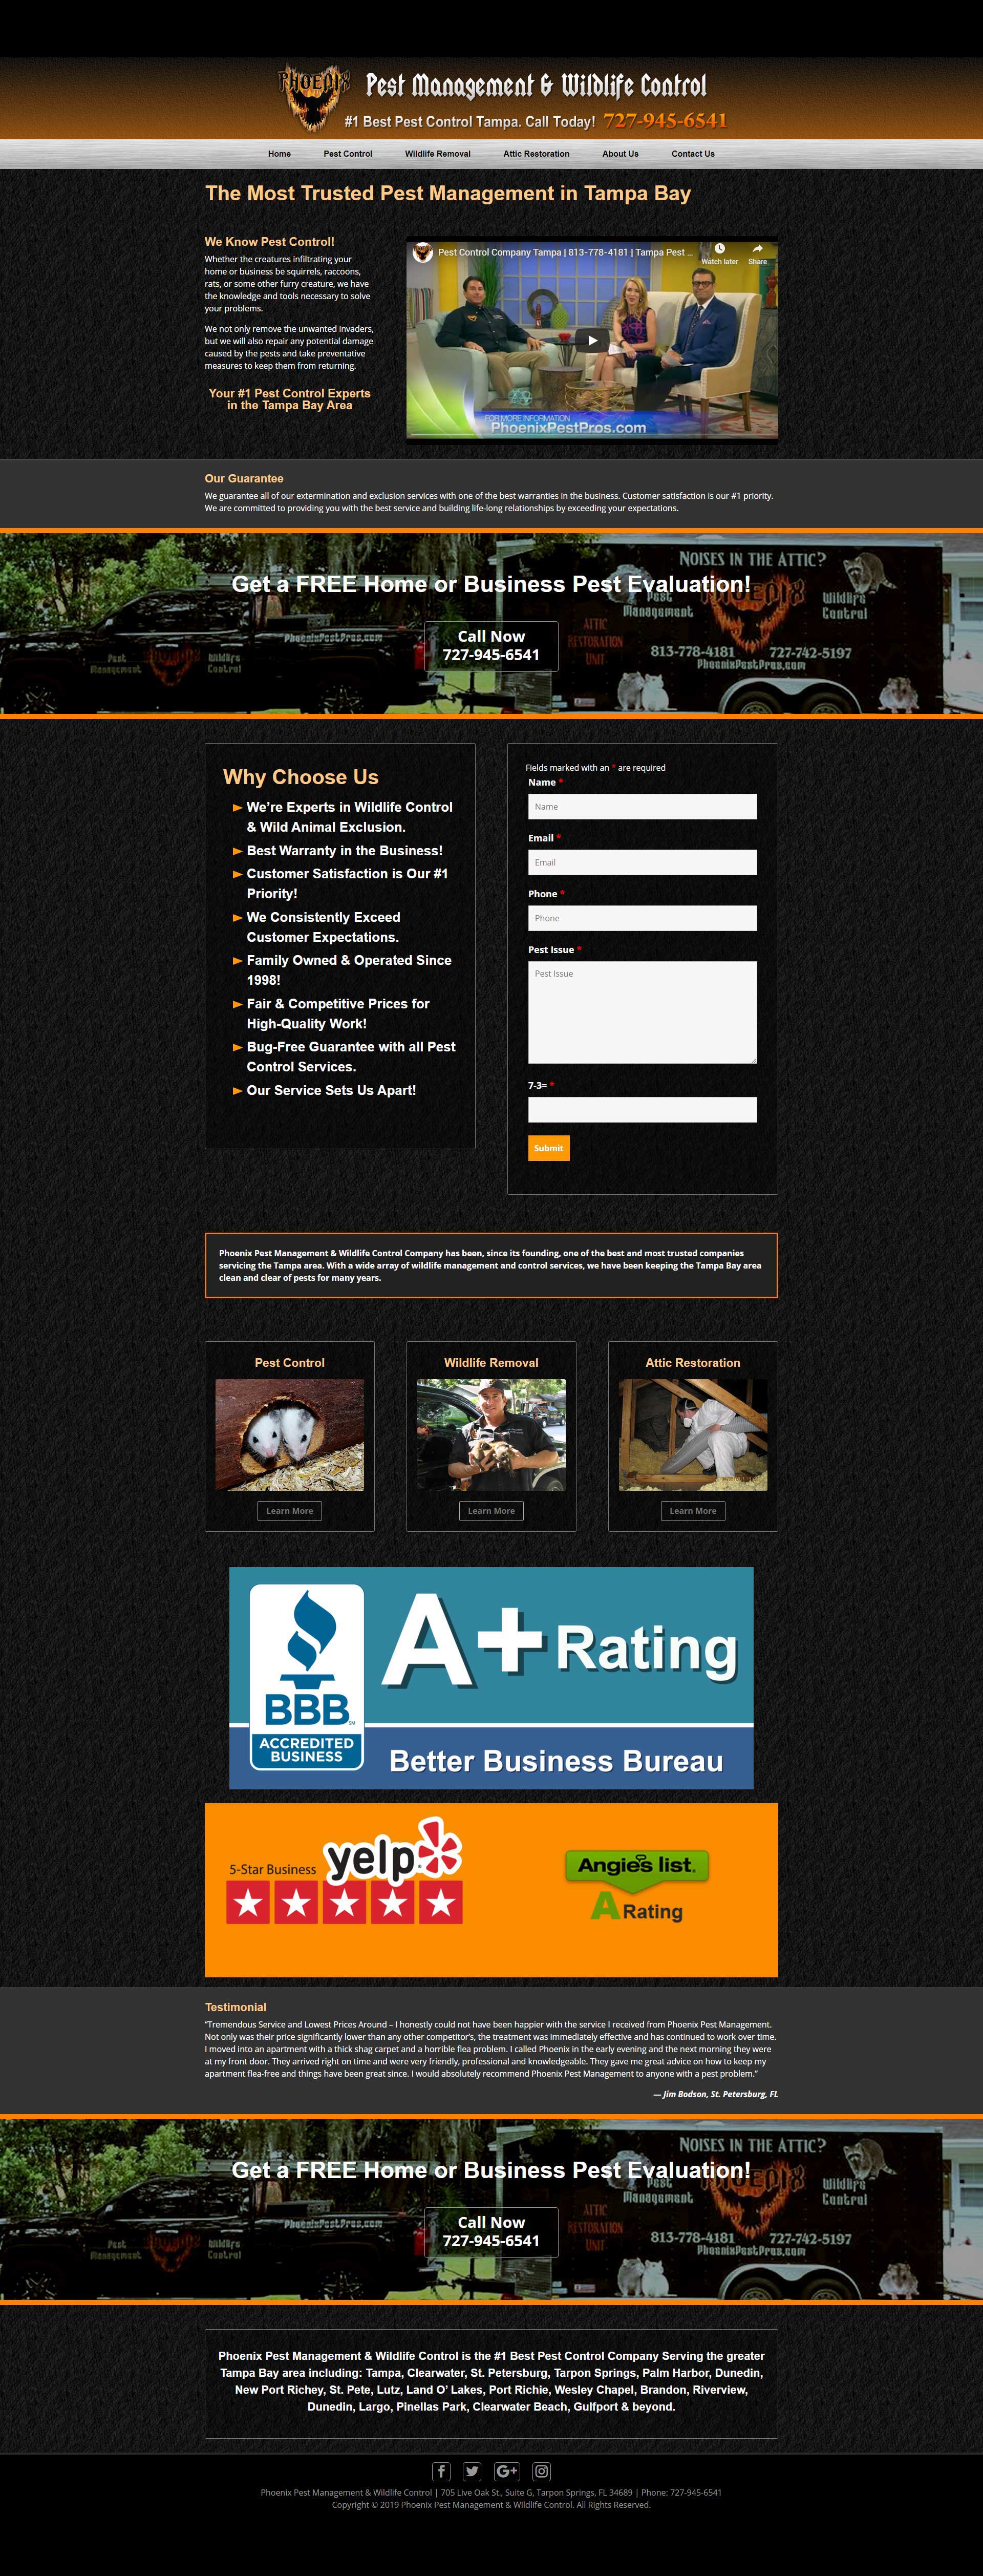 PHOENIX
Pest Management & Wildlife Control
#1 Best Pest Control Tampa. Call Today! 727-945-6541
Home Pest Control Wildlife Removal Attic Restoration About Us Contact Us
The Most Trusted Pest Management in Tampa Bay
We Know Pest Control!
Whether the creatures infiltrating your
home or business be squirrels, raccoons,
rats, or some other furry creature, we have
the knowledge and tools necessary to solve
your problems.
We not only remove the unwanted invaders,
but we will also repair any potential damage
caused by the pests and take preventative
measures to keep them from returning.
Your #1 Pest Control Experts
in the Tampa Bay Area
Pest Control Company Tampa | 813-778-4181 | Tampa Pest ...
Watch later Share
FOR MORE INFORMATION
PhoenixPestPros.com
Our Guarantee
We guarantee all of our extermination and exclusion services with one of the best warranties in the business. Customer satisfaction is our #1 priority.
We are committed to providing you with the best service and building life-long relationships by exceeding your expectations.
Get a FREE Home or Business Pest Evaluation!
Call Now
727-945-6541
NOISES IN THE ATTIC?
Pest
Management
PHOENIX
Wildlife
Control
ATTIC
RESTORATION
UNIT
813-778-4181 727-742-5197
PhoenixPestPros.com
PhoenixPestPros.com
Pest
Management
Wildlife
Control
Why Choose Us
We're Experts in Wildlife Control
& Wild Animal Exclusion.
Best Warranty in the Business!
Customer Satisfaction is Our #1
Priority!
We Consistently Exceed
Customer Expectations.
Family Owned & Operated Since
1998!
Fair & Competitive Prices for
High-Quality Work!
Bug-Free Guarantee with all Pest
Control Services.
Our Service Sets Us Apart!
Fields marked with an * are required
Name *
Name
Email *
Email
Phone *
Phone
Pest Issue *
Pest Issue
7-3= *
Submit
Phoenix Pest Management & Wildlife Control Company has been, since its founding, one of the best and most trusted companies
servicing the Tampa area. With a wide array of wildlife management and control services, we have been keeping the Tampa Bay area
clean and clear of pests for many years.
Pest Control
Learn More
Wildlife Removal
Learn More
Attic Restoration
Learn More
BBB
ACCREDITED
BUSINESS
A+ Rating
Better Business Bureau
5-Star Business yelp
Angie's list.
A Rating
Testimonial
“Tremendous Service and Lowest Prices Around – I honestly could not have been happier with the service I received from Phoenix Pest Management.
Not only was their price significantly lower than any other competitor's, the treatment was immediately effective and has continued to work over time.
I moved into an apartment with a thick shag carpet and a horrible flea problem. I called Phoenix in the early evening and the next morning they were
at my front door. They arrived right on time and were very friendly, professional and knowledgeable. They gave me great advice on how to keep my
apartment flea-free and things have been great since. I would absolutely recommend Phoenix Pest Management to anyone with a pest problem.”
— Jim Bodson, St. Petersburg, FL
Get a FREE Home or Business Pest Evaluation!
Call Now
727-945-6541
NOISES IN THE ATTIC?
Pest
Management
PHOENIX
Wildlife
Control
ATTIC
RESTORATION
UNIT
813-778-4181 727-742-5197
PhoenixPestPros.com
PhoenixPestPros.com
Pest
Management
Wildlife
Control
Phoenix Pest Management & Wildlife Control is the #1 Best Pest Control Company Serving the greater
Tampa Bay area including: Tampa, Clearwater, St. Petersburg, Tarpon Springs, Palm Harbor, Dunedin,
New Port Richey, St. Pete, Lutz, Land O' Lakes, Port Richie, Wesley Chapel, Brandon, Riverview,
Dunedin, Largo, Pinellas Park, Clearwater Beach, Gulfport & beyond.
Phoenix Pest Management & Wildlife Control | 705 Live Oak St., Suite G, Tarpon Springs, FL 34689 | Phone: 727-945-6541
Copyright © 2019 Phoenix Pest Management & Wildlife Control. All Rights Reserved.